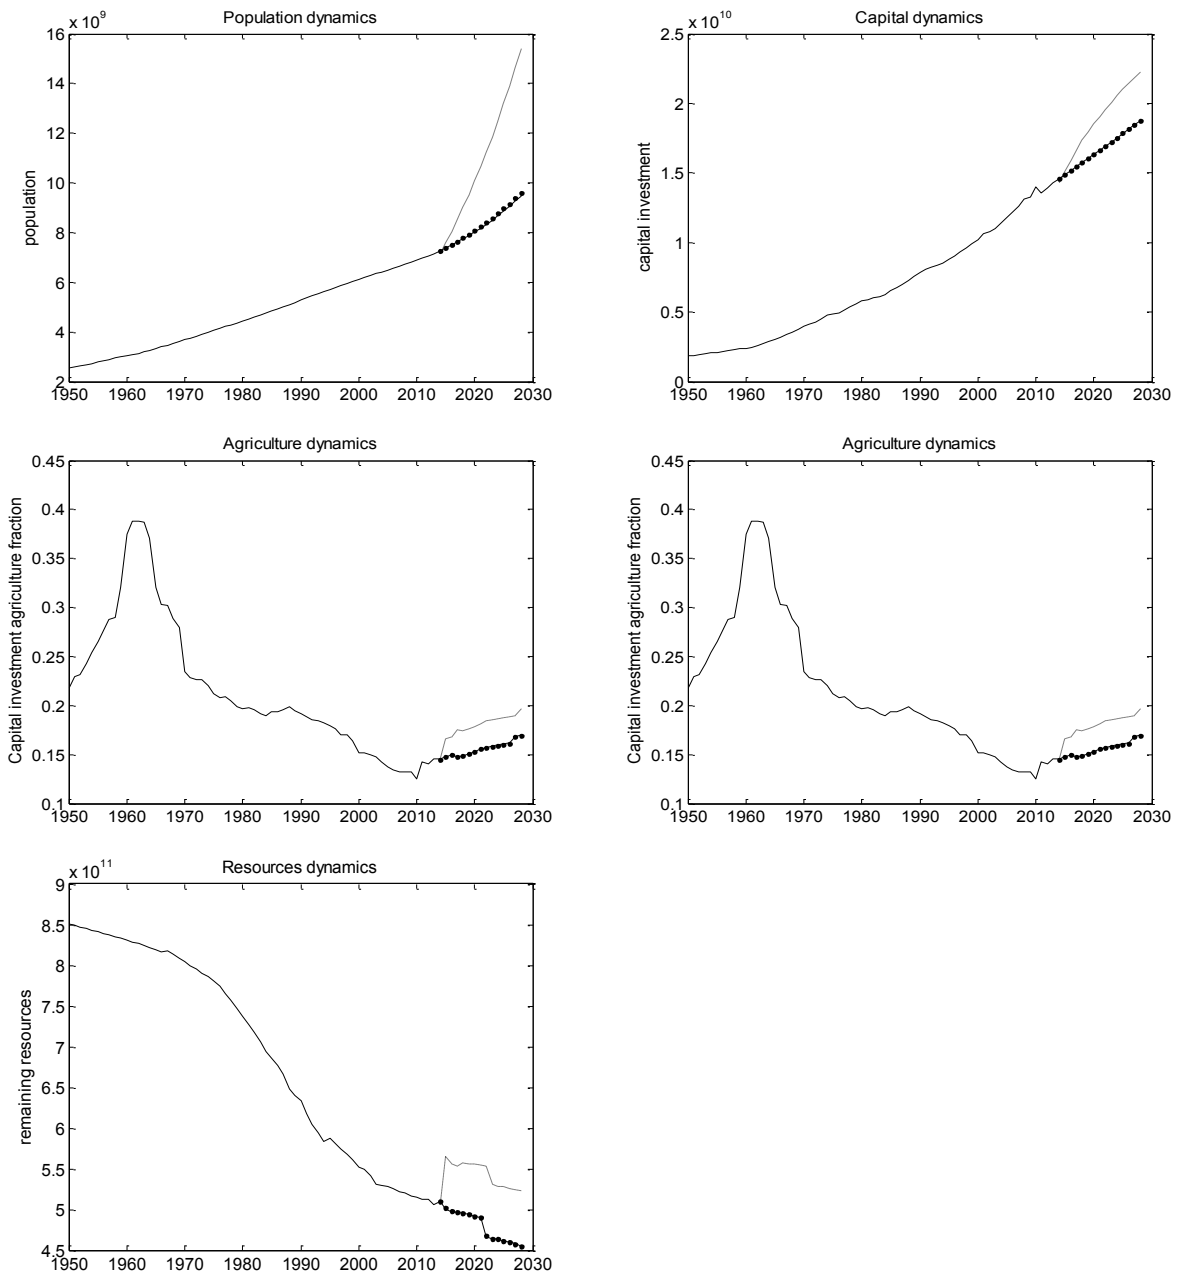 Population dynamics
x 10^9
16
14
12
10
8
6
4
2
population
1950 1960 1970 1980 1990 2000 2010 2020 2030
Capital dynamics
x 10^10
2.5
2
1.5
1
0.5
0
capital investment
1950 1960 1970 1980 1990 2000 2010 2020 2030
Agriculture dynamics
0.45
0.4
0.35
0.3
0.25
0.2
0.15
0.1
Capital investment agriculture fraction
1950 1960 1970 1980 1990 2000 2010 2020 2030
Agriculture dynamics
0.45
0.4
0.35
0.3
0.25
0.2
0.15
0.1
Capital investment agriculture fraction
1950 1960 1970 1980 1990 2000 2010 2020 2030
Resources dynamics
x 10^11
9
8.5
8
7.5
7
6.5
6
5.5
5
4.5
remaining resources
1950 1960 1970 1980 1990 2000 2010 2020 2030